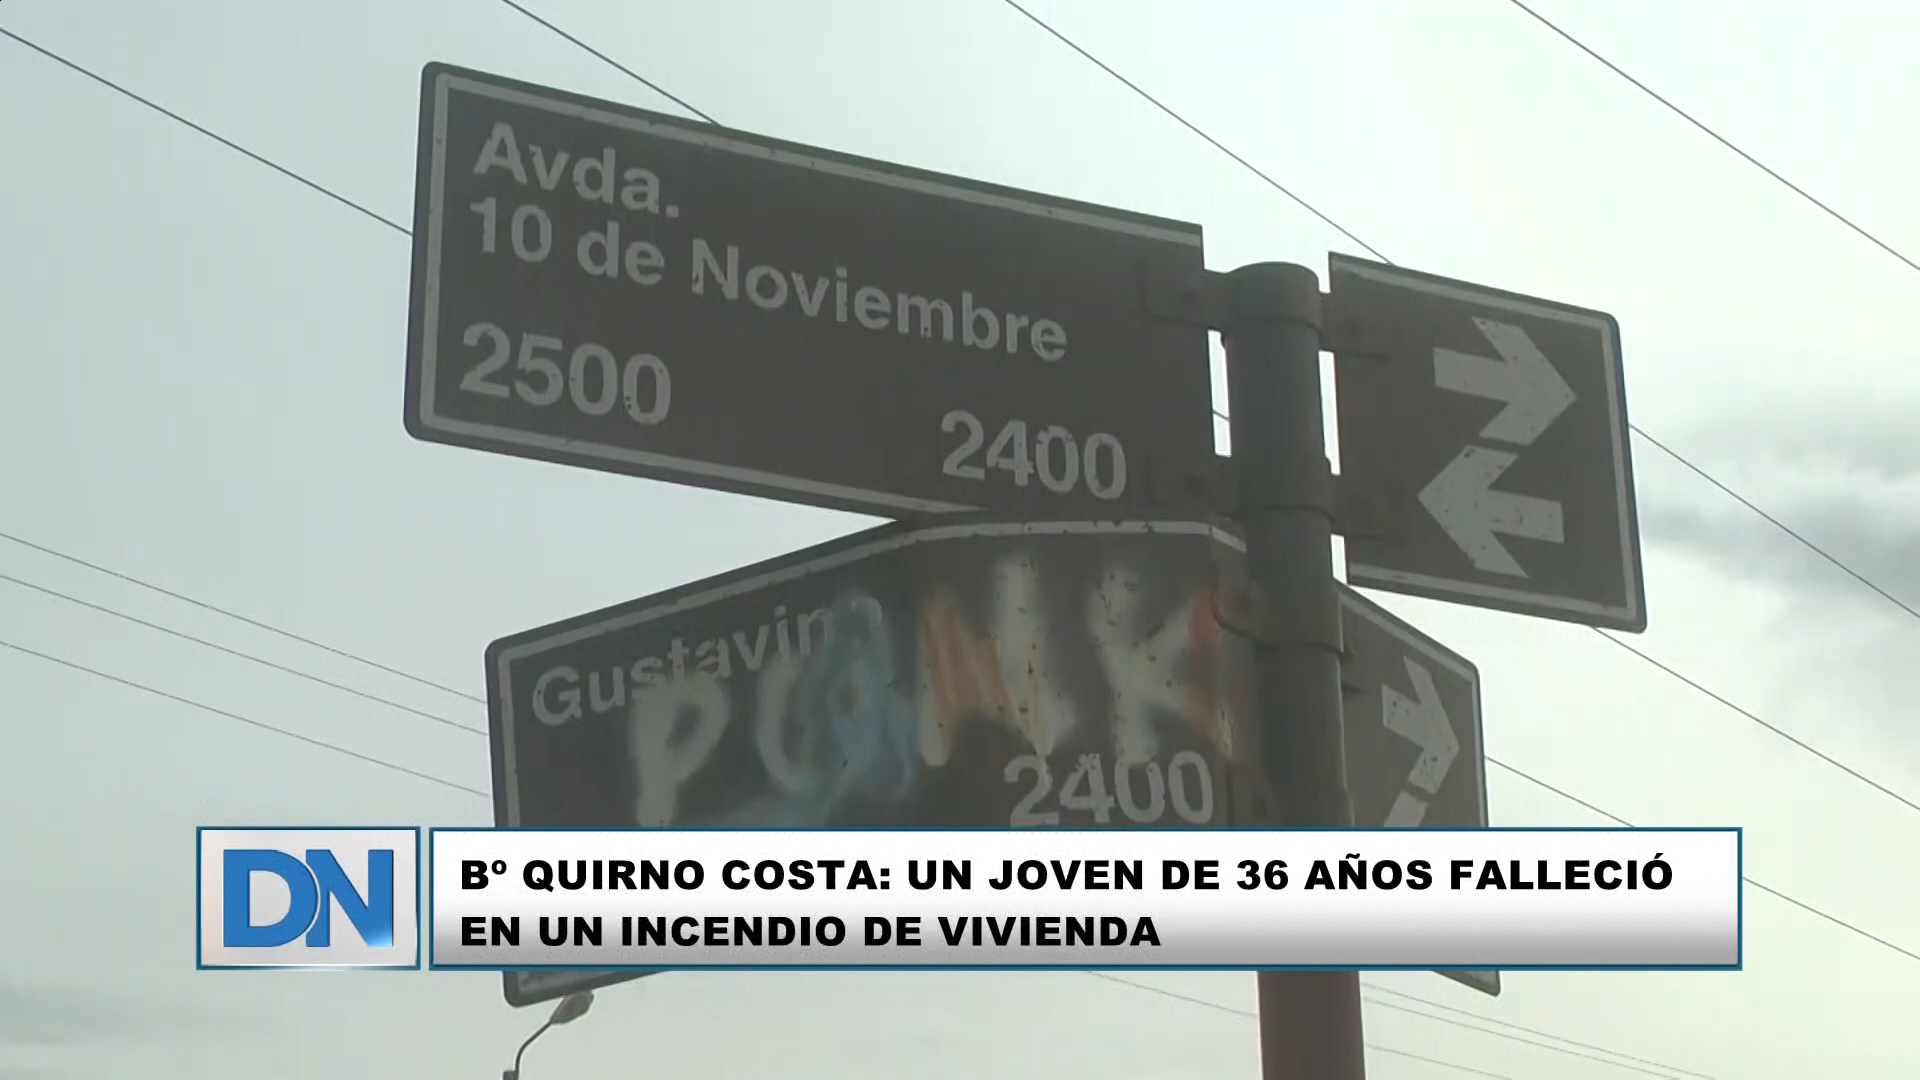 Avda.
10 de Noviembre
2500
2400
Gustavino
PUNK
2400
DN
Bº QUIRNO COSTA: UN JOVEN DE 36 AÑOS FALLECIÓ
EN UN INCENDIO DE VIVIENDA